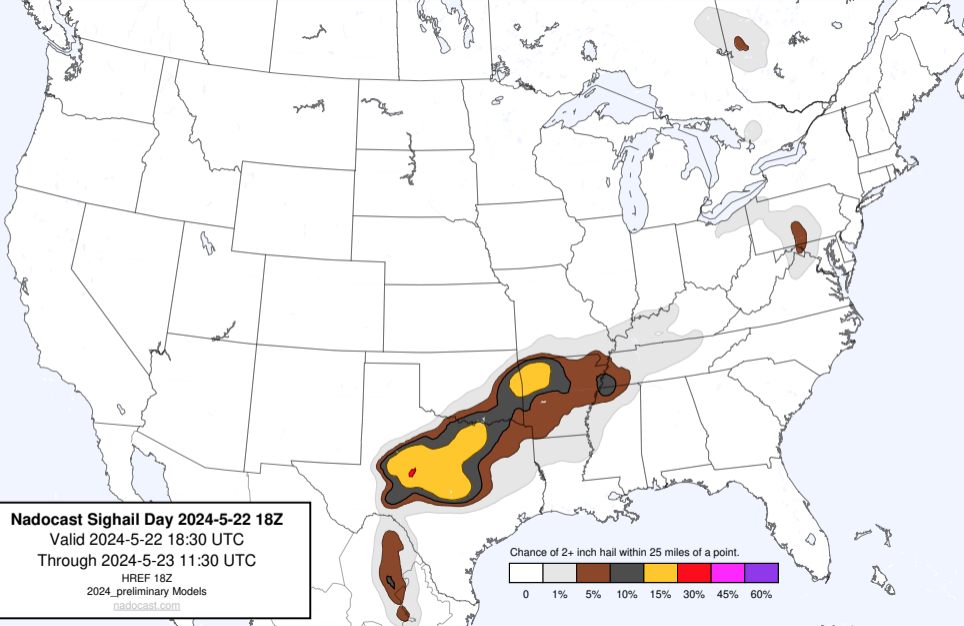 Nadocast Sighail Day 2024-5-22 18Z
Valid 2024-5-22 18:30 UTC
Through 2024-5-23 11:30 UTC
HREF 18Z
2024_preliminary Models
nadocast.com
Chance of 2+ inch hail within 25 miles of a point.
0 1% 5% 10% 15% 30% 45% 60%